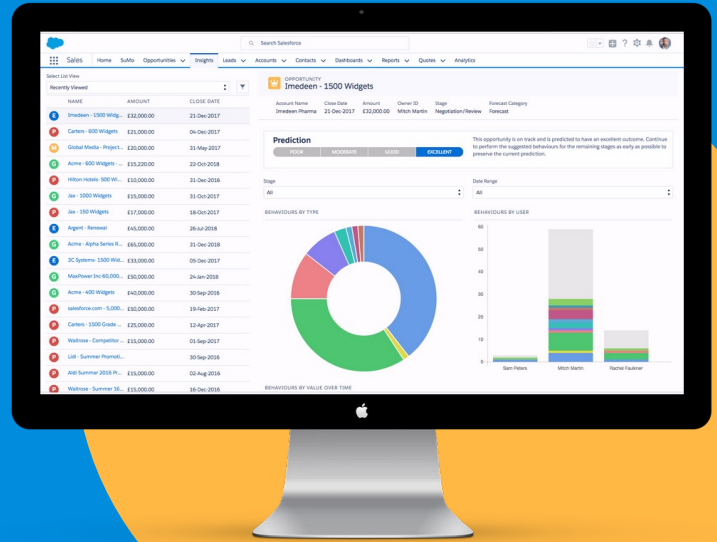 Search Salesforce
Sales Home SuMo Opportunities Insights Leads Accounts Contacts Dashboards Reports Quotes Analytics
Select List View
Recently Viewed
NAME AMOUNT CLOSE DATE
E Imedeen - 1500 Widg... £32,000.00 21-Dec-2017
P Carters - 600 Widgets £21,000.00 04-Dec-2017
M Global Media - Project... £20,000.00 31-May-2017
G Acme - 600 Widgets - ... £15,220.00 22-Oct-2018
P Hilton Hotels- 500 Wi... £10,000.00 21-Dec-2016
G Jax - 1000 Widgets £15,000.00 31-Oct-2017
P Jax - 150 Widgets £17,000.00 18-Oct-2017
E Argent - Renewal £45,000.00 26-Jul-2018
G Acme - Alpha Series R... £65,000.00 31-Dec-2018
E 3C Systems- 1500 Wid... £33,000.00 05-Dec-2017
G MaxPower Inc-60,000... £50,000.00 24-Jan-2018
G Acme - 400 Widgets £40,000.00 30-Sep-2016
P salesforce.com - 5,000... £50,000.00 19-Feb-2017
P Carters - 1500 Grade ... £25,000.00 12-Apr-2017
P Waitrose - Competitor ... £15,000.00 01-Sep-2017
P Lidl - Summer Promoti... 30-Sep-2016
P Aldi Summer 2016 Pr... £15,000.00 02-Aug-2016
P Waitrose - Summer 16... £15,000.00 16-Dec-2016
OPPORTUNITY
Imedeen - 1500 Widgets
Account Name Close Date Amount Owner ID Stage Forecast Category
Imedeen Pharma 21-Dec-2017 £32,000.00 Mitch Martin Negotiation/Review Forecast
Prediction
POOR MODERATE GOOD EXCELLENT
This opportunity is on track and is predicted to have an excellent outcome. Continue
to perform the suggested behaviours for the remaining stages as early as possible to
preserve the current prediction.
Stage Date Range
All All
BEHAVIOURS BY TYPE
BEHAVIOURS BY USER
60
50
40
30
20
10
0
Sam Peters Mitch Martin Rachel Faulkner
BEHAVIOURS BY VALUE OVER TIME